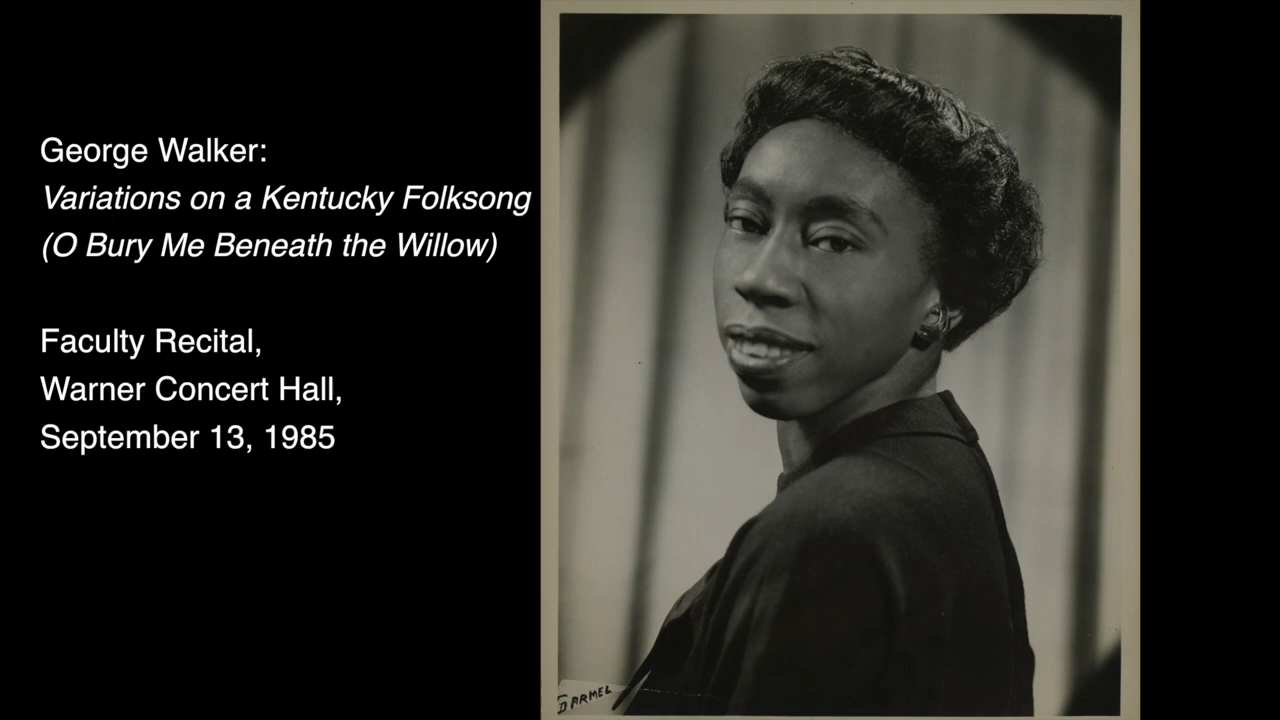 George Walker:
Variations on a Kentucky Folksong
(O Bury Me Beneath the Willow)
Faculty Recital,
Warner Concert Hall,
September 13, 1985
DARMEL